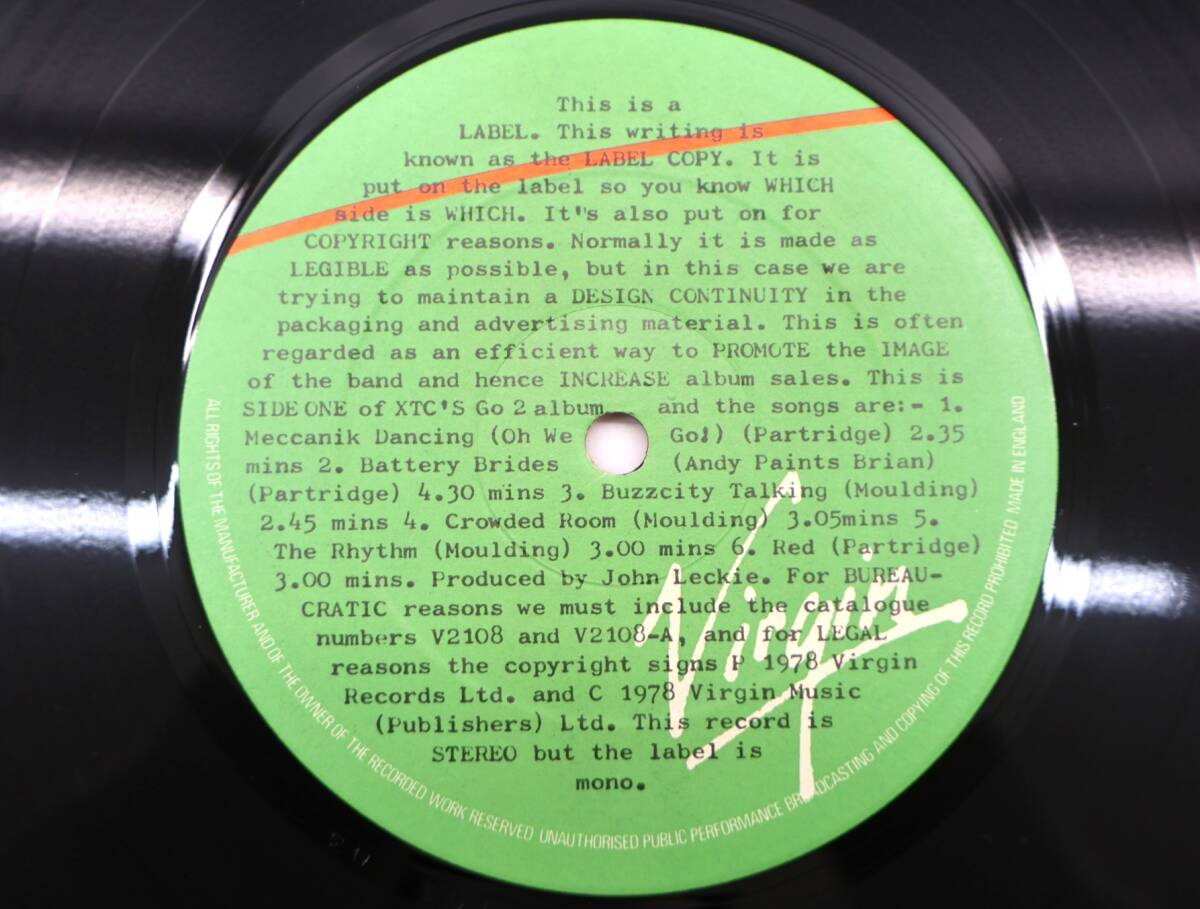 This is a
LABEL. This writing is
known as the LABEL COPY. It is
put on the label so you know WHICH
side is WHICH. It's also put on for
COPYRIGHT reasons. Normally it is made as
LEGIBLE as possible, but in this case we are
trying to maintain a DESIGN CONTINUITY in the
packaging and advertising material. This is often
regarded as an efficient way to PROMOTE the IMAGE
of the band and hence INCREASE album sales. This is
SIDE ONE of XTC'S Go 2 album and the songs are:- 1.
Meccanik Dancing (Oh We Go!) (Partridge) 2.35
mins 2. Battery Brides (Andy Paints Brian)
(Partridge) 4.30 mins 3. Buzzcity Talking (Moulding)
2.45 mins 4. Crowded Room (Moulding) 3.05mins 5.
The Rhythm (Moulding) 3.00 mins 6. Red (Partridge)
3.00 mins. Produced by John Leckie. For BUREAU-
CRATIC reasons we must include the catalogue
numbers V2108 and V2108-A, and for LEGAL
reasons the copyright signs P 1978 Virgin
Records Ltd. and C 1978 Virgin Music
(Publishers) Ltd. This record is
STEREO but the label is
mono.
Virgin
ALL RIGHTS OF THE MANUFACTURER AND OF THE OWNER OF THE RECORDED WORK RESERVED UNAUTHORISED PUBLIC PERFORMANCE BROADCASTING AND COPYING OF THIS RECORD PROHIBITED MADE IN ENGLAND